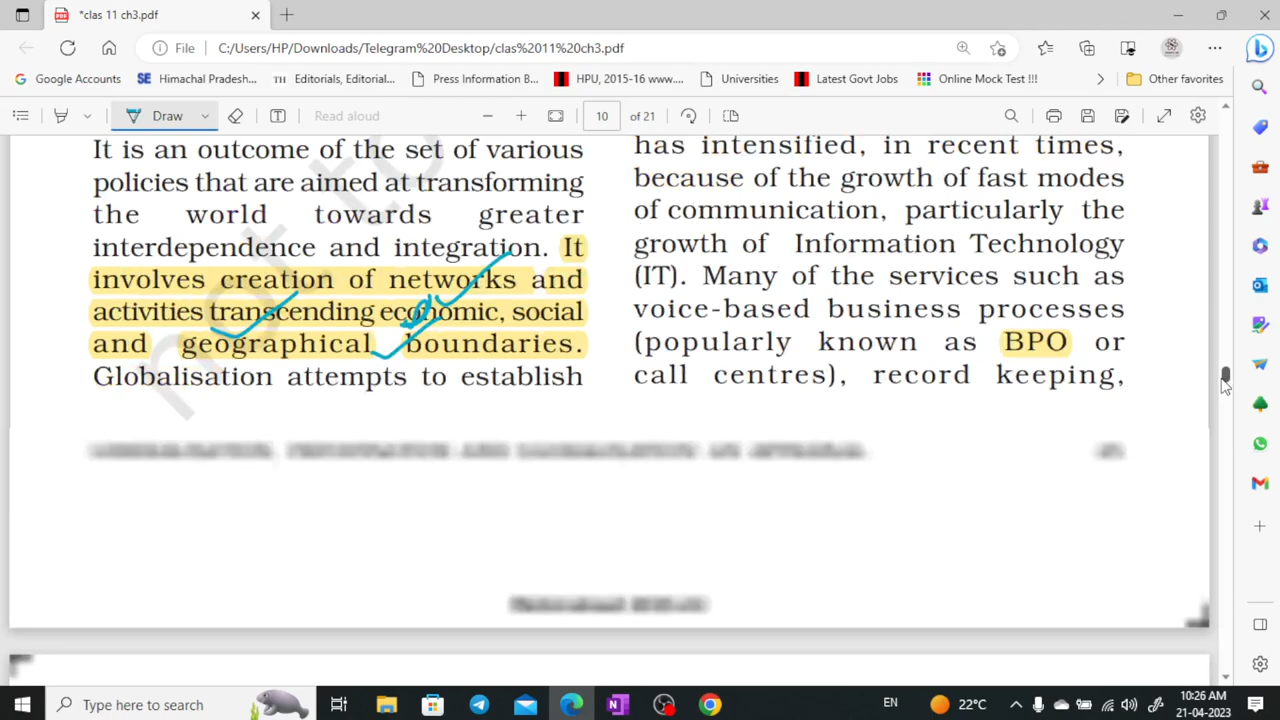 *clas 11 ch3.pdf
File
C:/Users/HP/Downloads/Telegram%20Desktop/clas%2011%20ch3.pdf
Google Accounts
SE Himachal Pradesh...
TH Editorials, Editorial...
Press Information B...
HPU, 2015-16 www....
Universities
Latest Govt Jobs
Online Mock Test !!!
Other favorites
Draw
Read aloud
10 of 21
It is an outcome of the set of various
policies that are aimed at transforming
the world towards greater
interdependence and integration. It
involves creation of networks and
activities transcending economic, social
and geographical boundaries.
Globalisation attempts to establish
has intensified, in recent times,
because of the growth of fast modes
of communication, particularly the
growth of Information Technology
(IT). Many of the services such as
voice-based business processes
(popularly known as BPO or
call centres), record keeping,
not to
Type here to search
EN
22°C
10:26 AM
21-04-2023